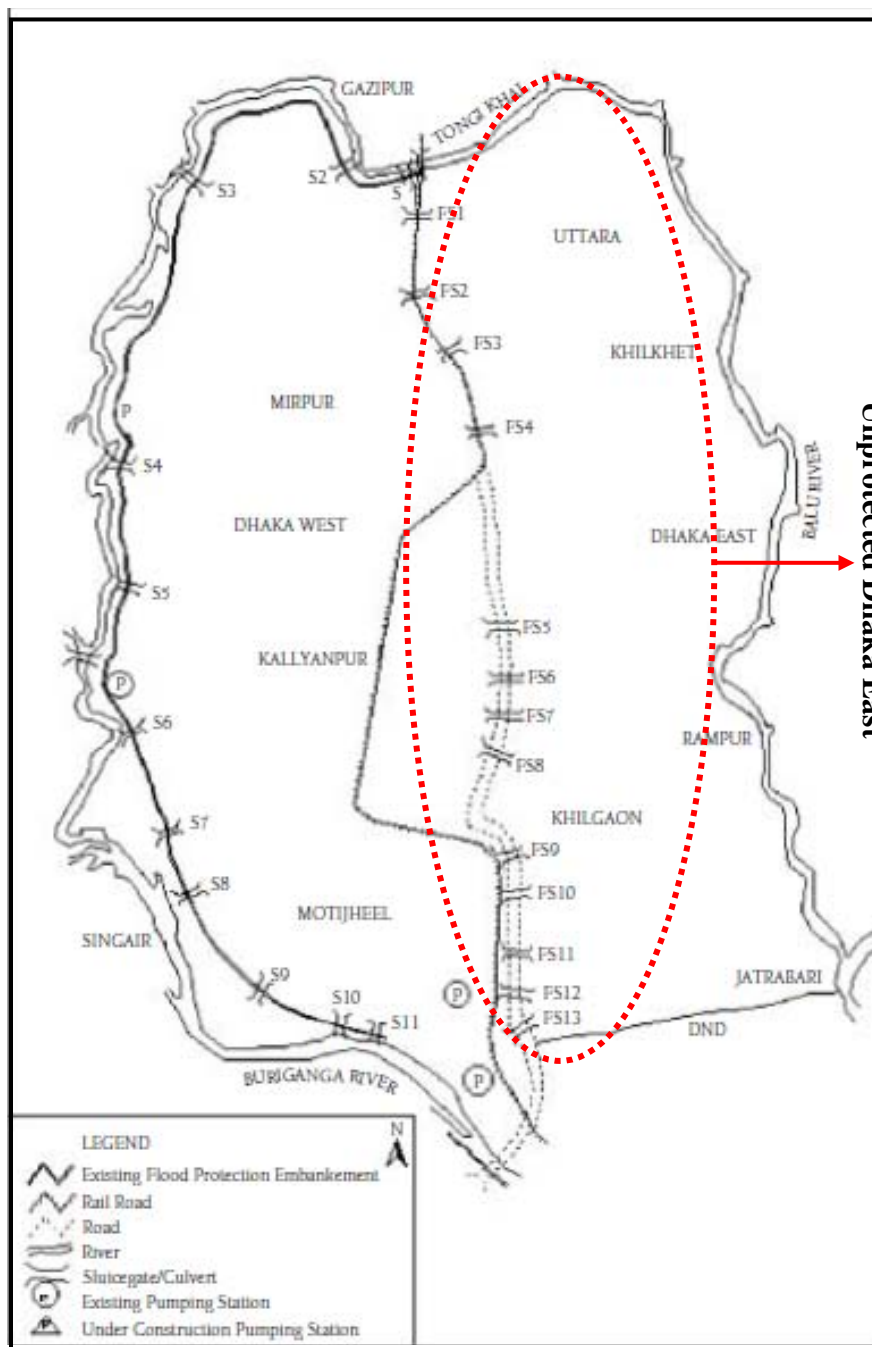 GAZIPUR
TONGI KHAL
S3
S2
S
FS1
UTTARA
FS2
FS3
KHILKHET
MIRPUR
P
FS4
S4
BALU RIVER
DHAKA WEST
DHAKA EAST
Unprotected Dhaka East
S5
FS5
KALLYANPUR
FS6
P
FS7
S6
RAMPUR
FS8
KHILGAON
S7
FS9
S8
FS10
MOTIJHEEL
SINGAIR
FS11
S9
JATRABARI
P
FS12
S10
S11
FS13
DND
BURIGANGA RIVER
P
LEGEND
N
Existing Flood Protection Embankement
Rail Road
Road
River
Sluicegate/Culvert
P
Existing Pumping Station
P
Under Construction Pumping Station